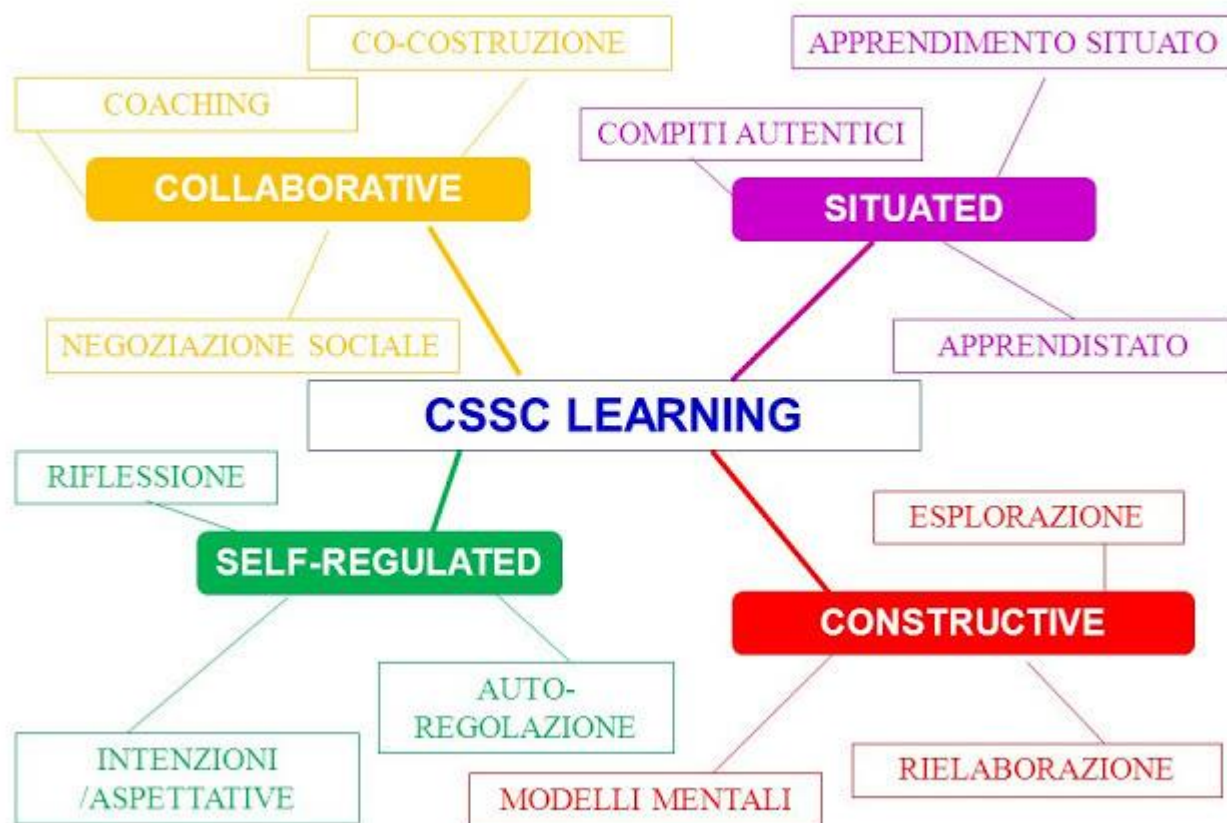 CO-COSTRUZIONE
APPRENDIMENTO SITUATO
COACHING
COMPITI AUTENTICI
COLLABORATIVE
SITUATED
NEGOZIAZIONE SOCIALE
APPRENDISTATO
CSSC LEARNING
RIFLESSIONE
ESPLORAZIONE
SELF-REGULATED
CONSTRUCTIVE
AUTO-
REGOLAZIONE
INTENZIONI
/ASPETTATIVE
RIELABORAZIONE
MODELLI MENTALI